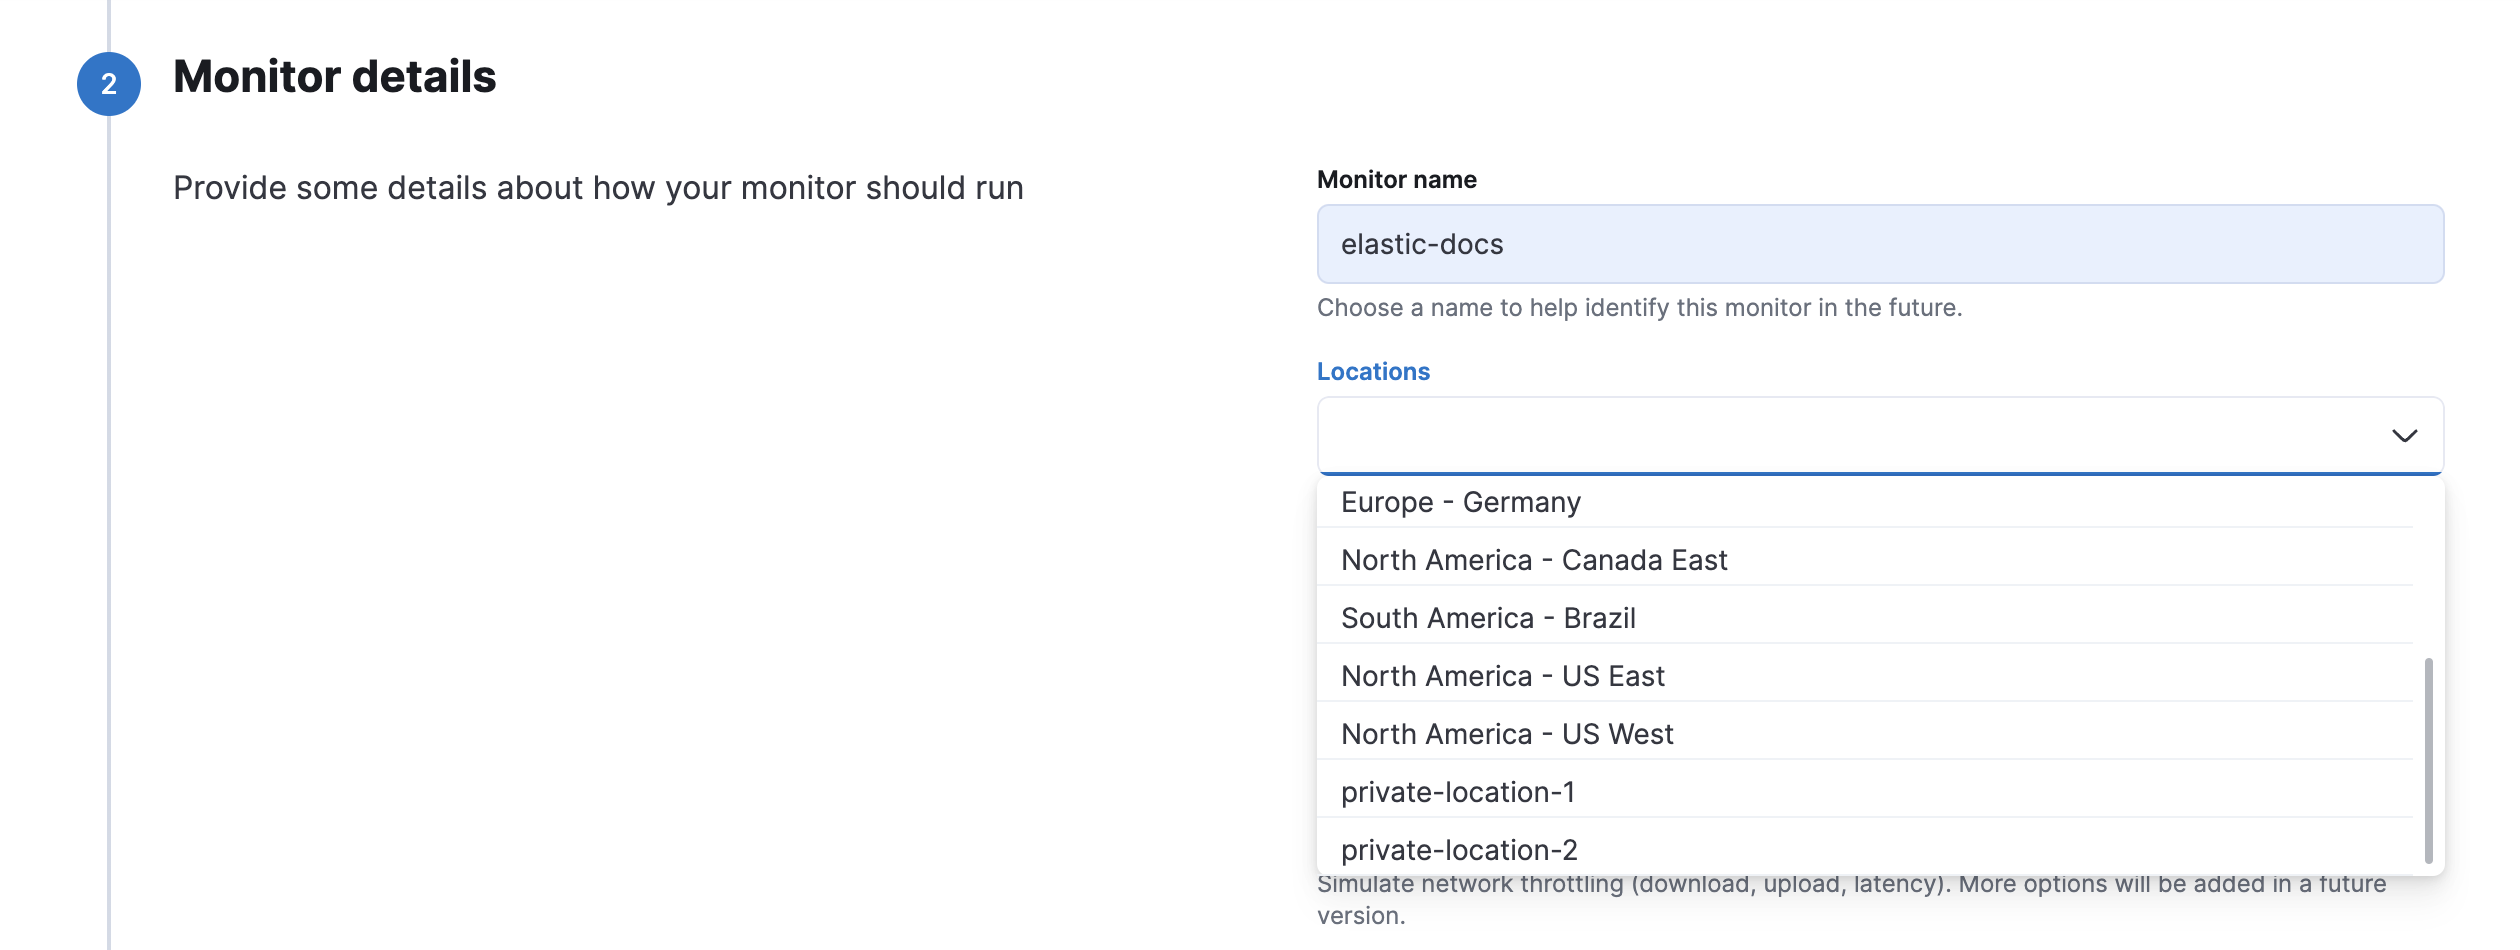 2
Monitor details
Provide some details about how your monitor should run
Monitor name
elastic-docs
Choose a name to help identify this monitor in the future.
Locations
Europe - Germany
North America - Canada East
South America - Brazil
North America - US East
North America - US West
private-location-1
private-location-2
Simulate network throttling (download, upload, latency). More options will be added in a future
version.